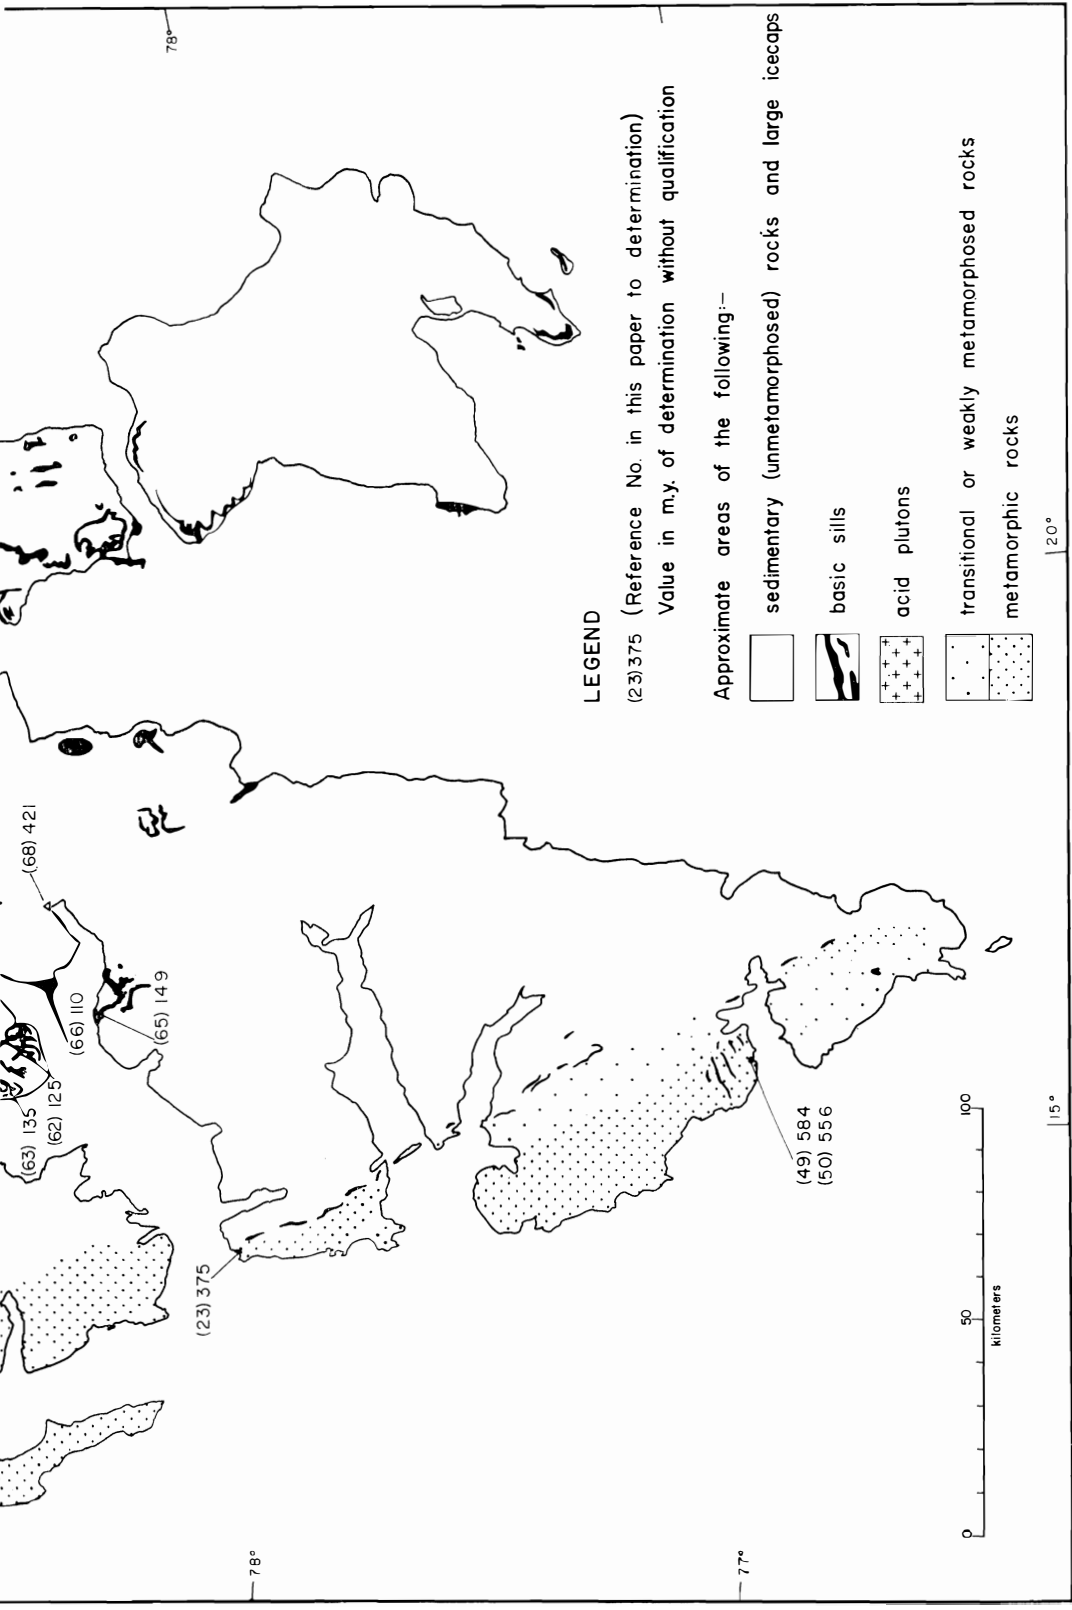 78°
(68) 421
(66) 110
(65) 149
(63) 135
(62) 125
(23) 375
(49) 584
(50) 556
LEGEND
(23)375 (Reference No. in this paper to determination)
Value in m.y. of determination without qualification
Approximate areas of the following:—
sedimentary (unmetamorphosed) rocks and large icecaps
basic sills
acid plutons
transitional or weakly metamorphosed rocks
metamorphic rocks
0 50 100
kilometers
78°
77°
15°
20°